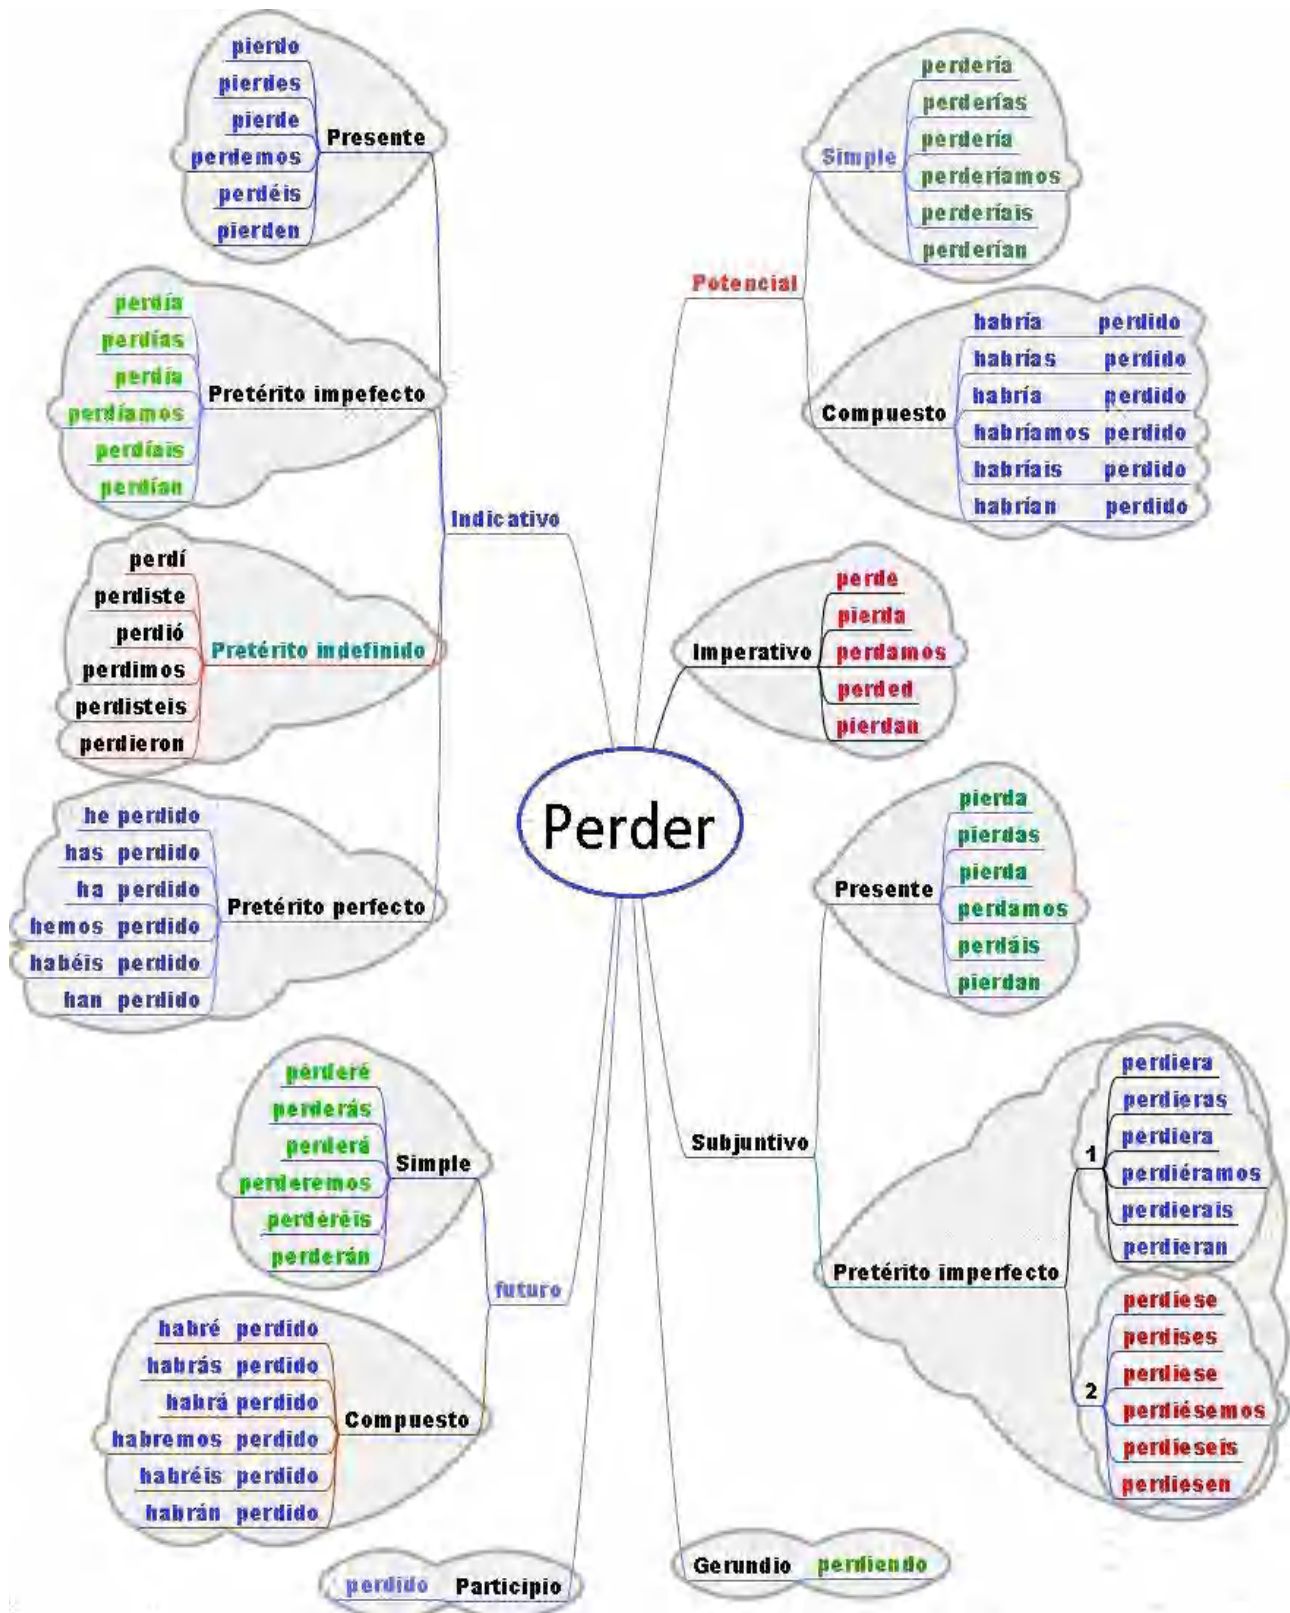 Perder
Indicativo
Presente
pierdo
pierdes
pierde
perdemos
perdéis
pierden
Pretérito impefecto
perdía
perdías
perdía
perdíamos
perdíais
perdían
Pretérito indefinido
perdí
perdiste
perdió
perdimos
perdisteis
perdieron
Pretérito perfecto
he perdido
has perdido
ha perdido
hemos perdido
habéis perdido
han perdido
futuro
Simple
perderé
perderás
perderá
perderemos
perderéis
perderán
Compuesto
habré perdido
habrás perdido
habrá perdido
habremos perdido
habréis perdido
habrán perdido
Participio
perdido
Potencial
Simple
perdería
perderías
perdería
perderíamos
perderíais
perderían
Compuesto
habría perdido
habrías perdido
habría perdido
habríamos perdido
habríais perdido
habrían perdido
Imperativo
perde
pierda
perdamos
perded
pierdan
Subjuntivo
Presente
pierda
pierdas
pierda
perdamos
perdáis
pierdan
Pretérito imperfecto
1
perdiera
perdieras
perdiera
perdiéramos
perdierais
perdieran
2
perdiese
perdises
perdiese
perdiésemos
perdieseis
perdiesen
Gerundio
perdiendo